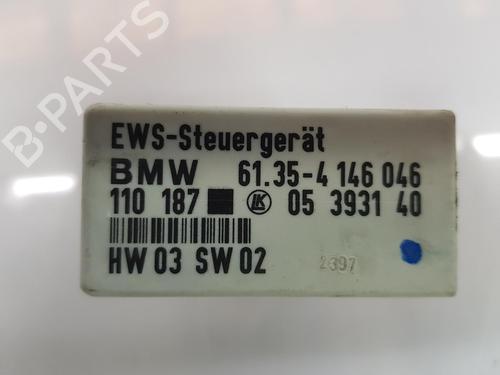 B-PARTS
EWS-Steuergerät
BMW 61.35-4 146 046
110 187 LK 05 3931 40
HW 03 SW 02 2397